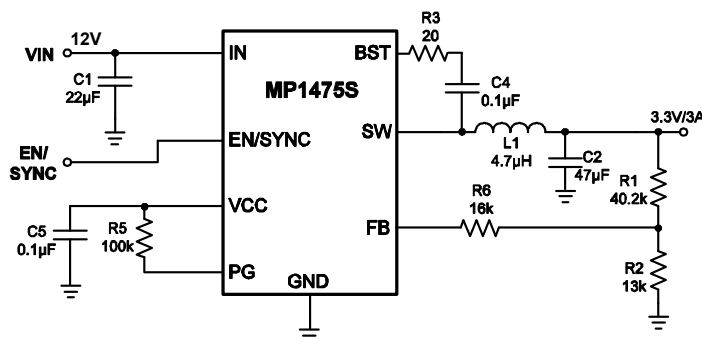 VIN
12V
C1
22µF
EN/
SYNC
C5
0.1µF
R5
100k
IN
MP1475S
EN/SYNC
VCC
PG
GND
BST
SW
FB
R3
20
C4
0.1µF
L1
4.7µH
3.3V/3A
C2
47µF
R1
40.2k
R6
16k
R2
13k